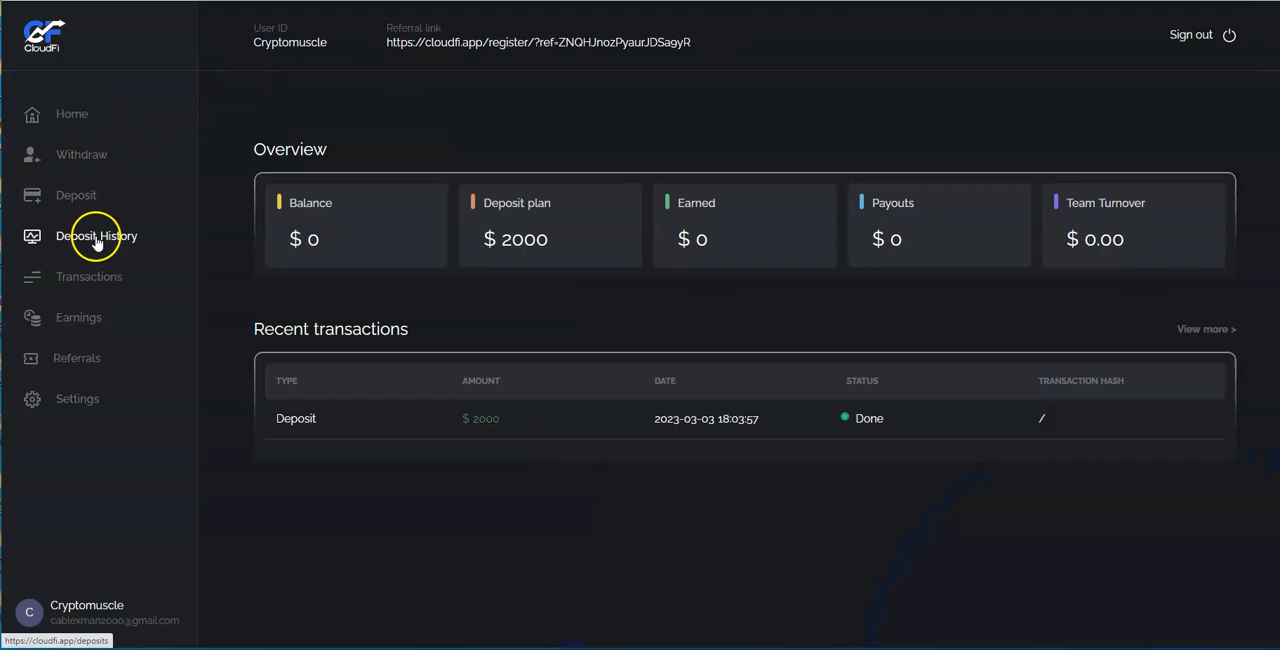 CF
CloudFi
User ID
Cryptomuscle
Referral link
https://cloudfi.app/register/?ref=ZNQHJnozPyaurJDSa9yR
Sign out
Home
Withdraw
Deposit
Deposit History
Transactions
Earnings
Referrals
Settings
Overview
Balance
$ 0
Deposit plan
$ 2000
Earned
$ 0
Payouts
$ 0
Team Turnover
$ 0.00
Recent transactions
View more >
TYPE AMOUNT DATE STATUS TRANSACTION HASH
Deposit $ 2000 2023-03-03 18:03:57 Done /
C
Cryptomuscle
cablexman2000@gmail.com
https://cloudfi.app/deposits